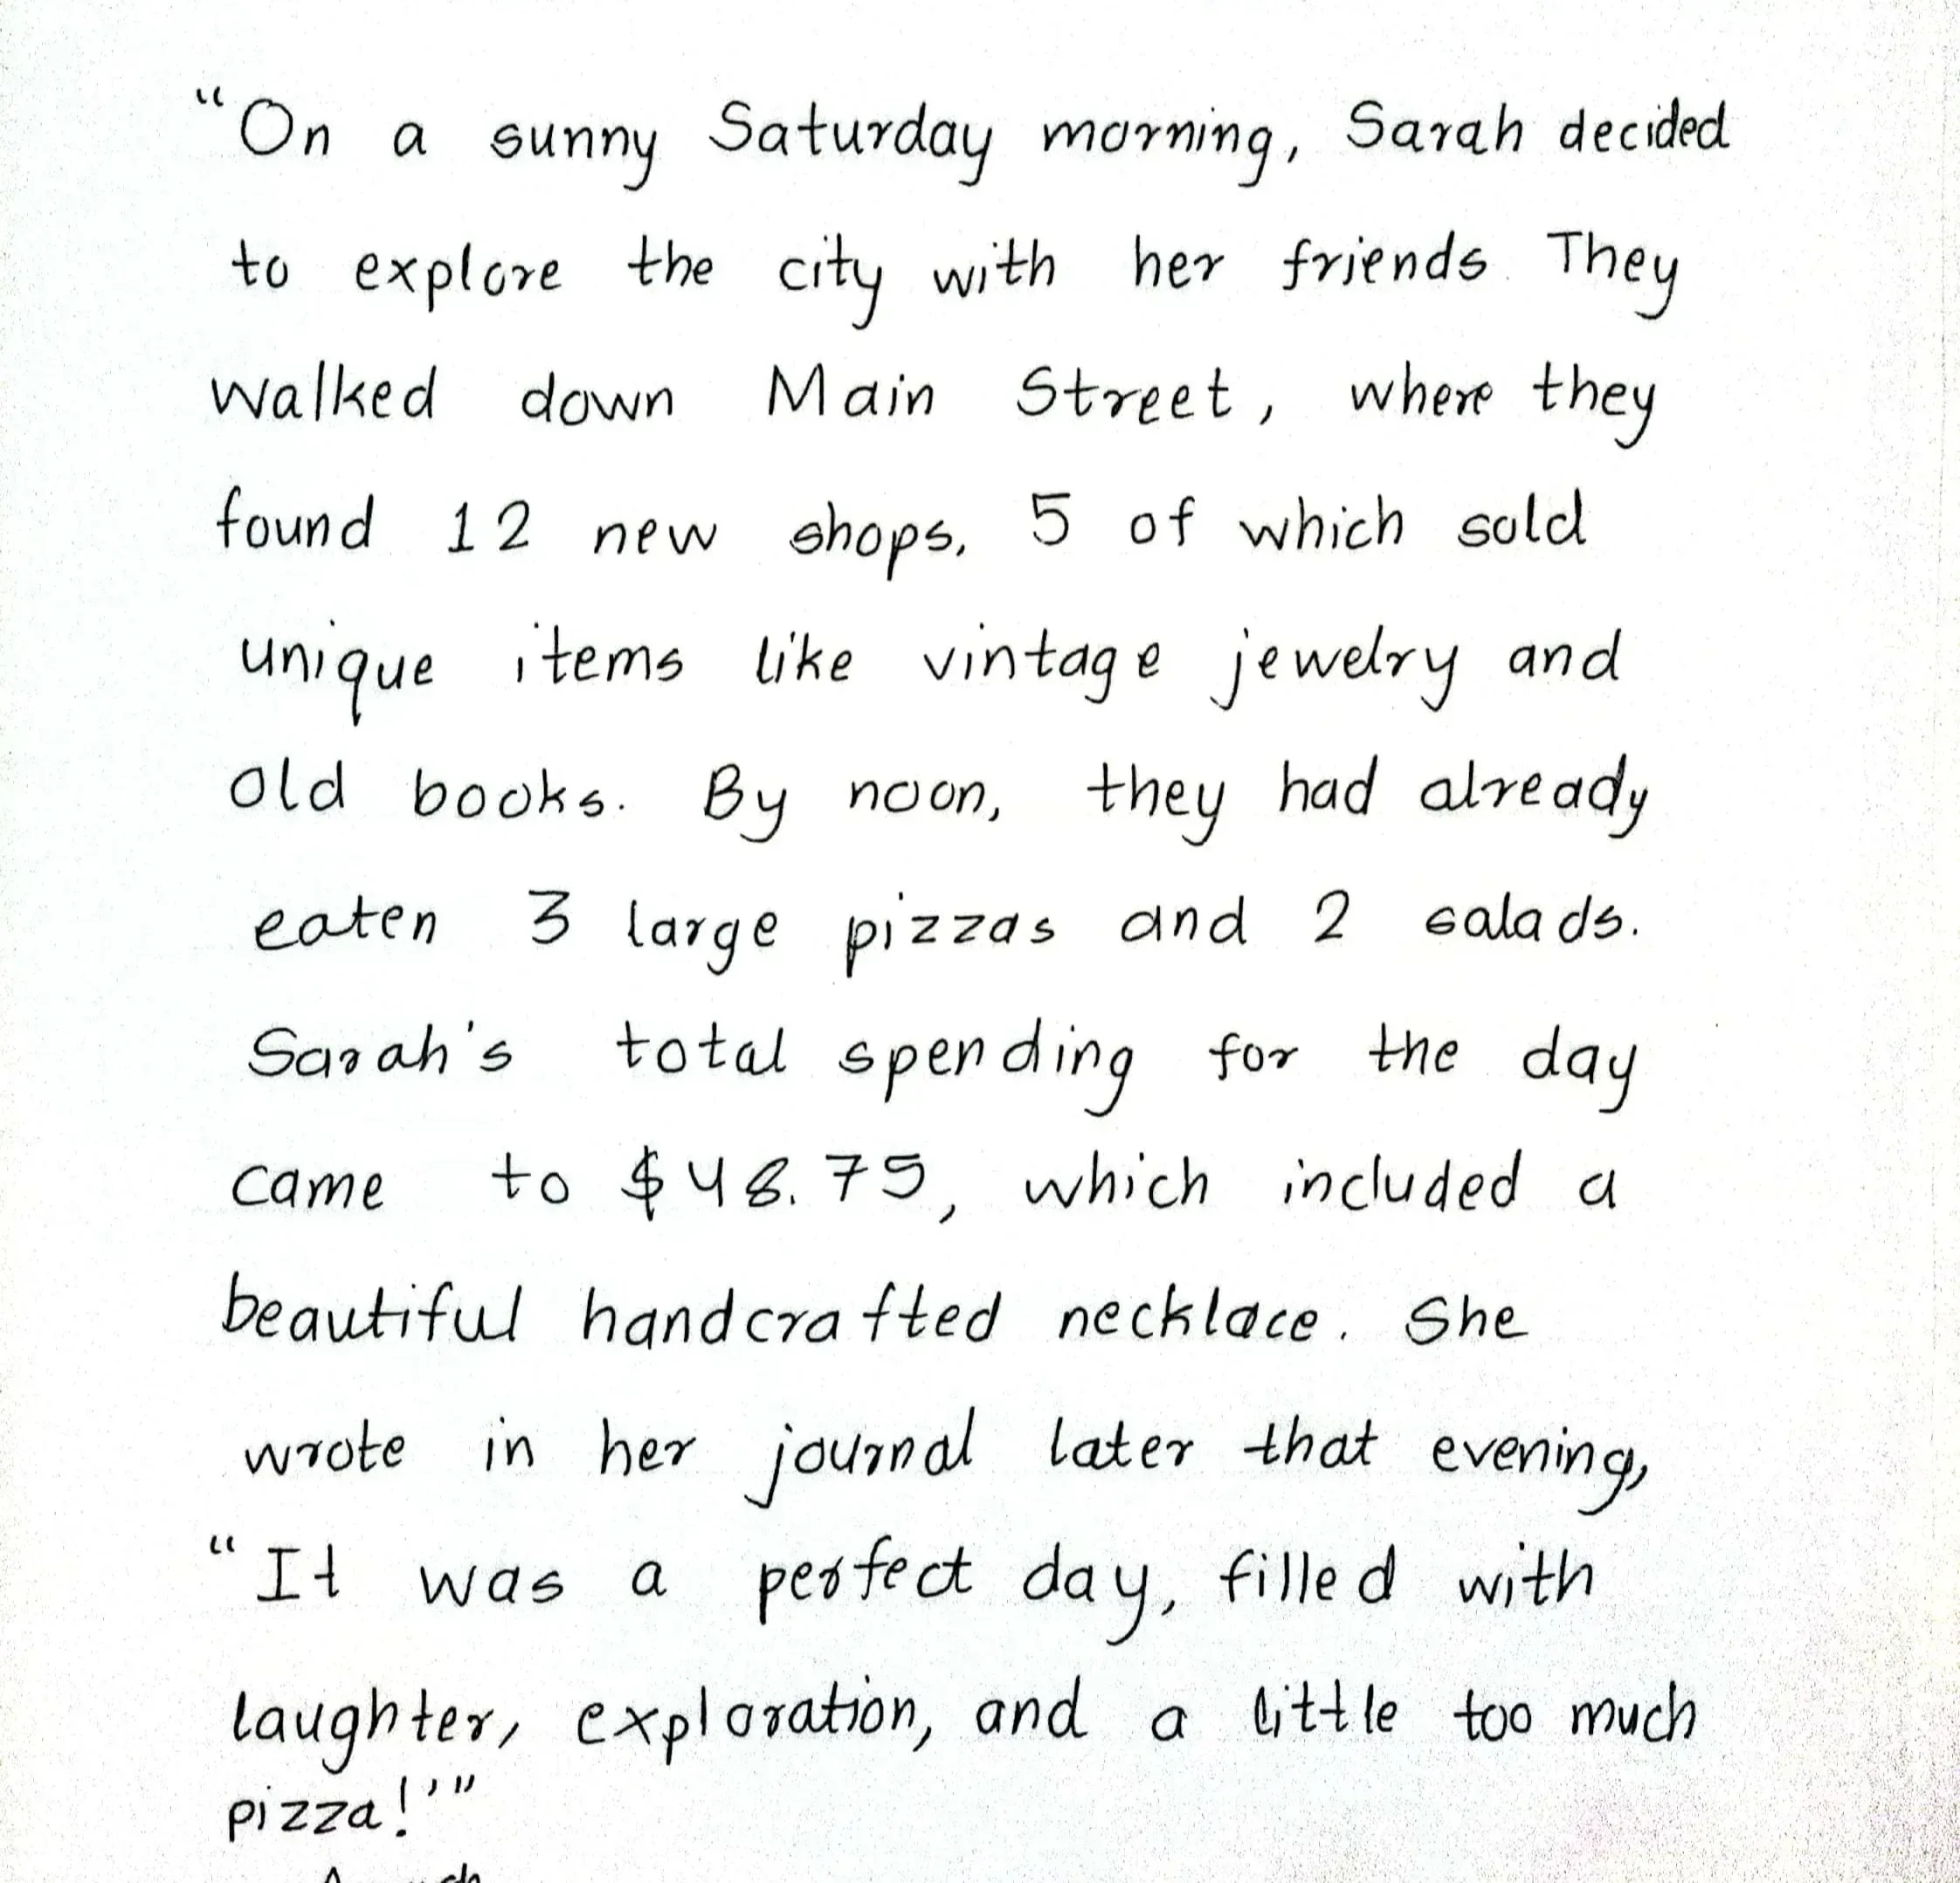 “On a sunny Saturday morning, Sarah decided
to explore the city with her friends. They
walked down Main Street, where they
found 12 new shops, 5 of which sold
unique items like vintage jewelry and
old books. By noon, they had already
eaten 3 large pizzas and 2 salads.
Sarah's total spending for the day
came to $48.75, which included a
beautiful handcrafted necklace. She
wrote in her journal later that evening,
“It was a perfect day, filled with
laughter, exploration, and a little too much
pizza!'”